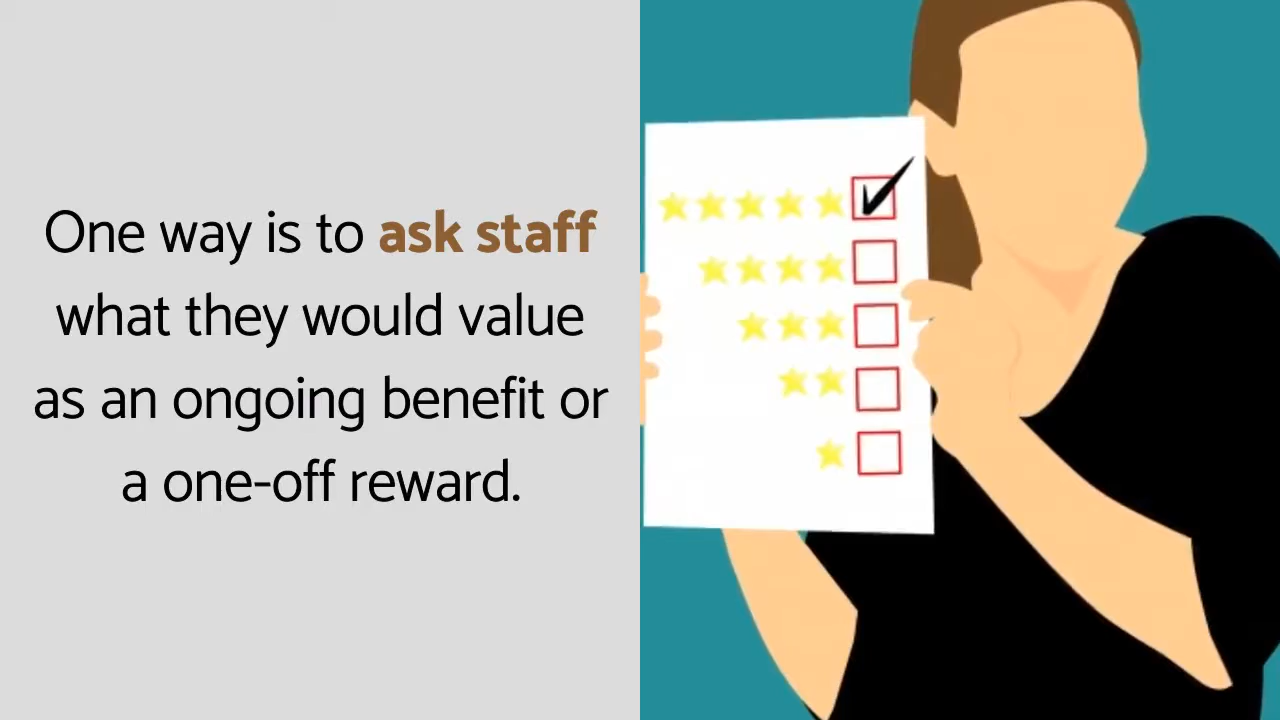 One way is to ask staff
what they would value
as an ongoing benefit or
a one-off reward.